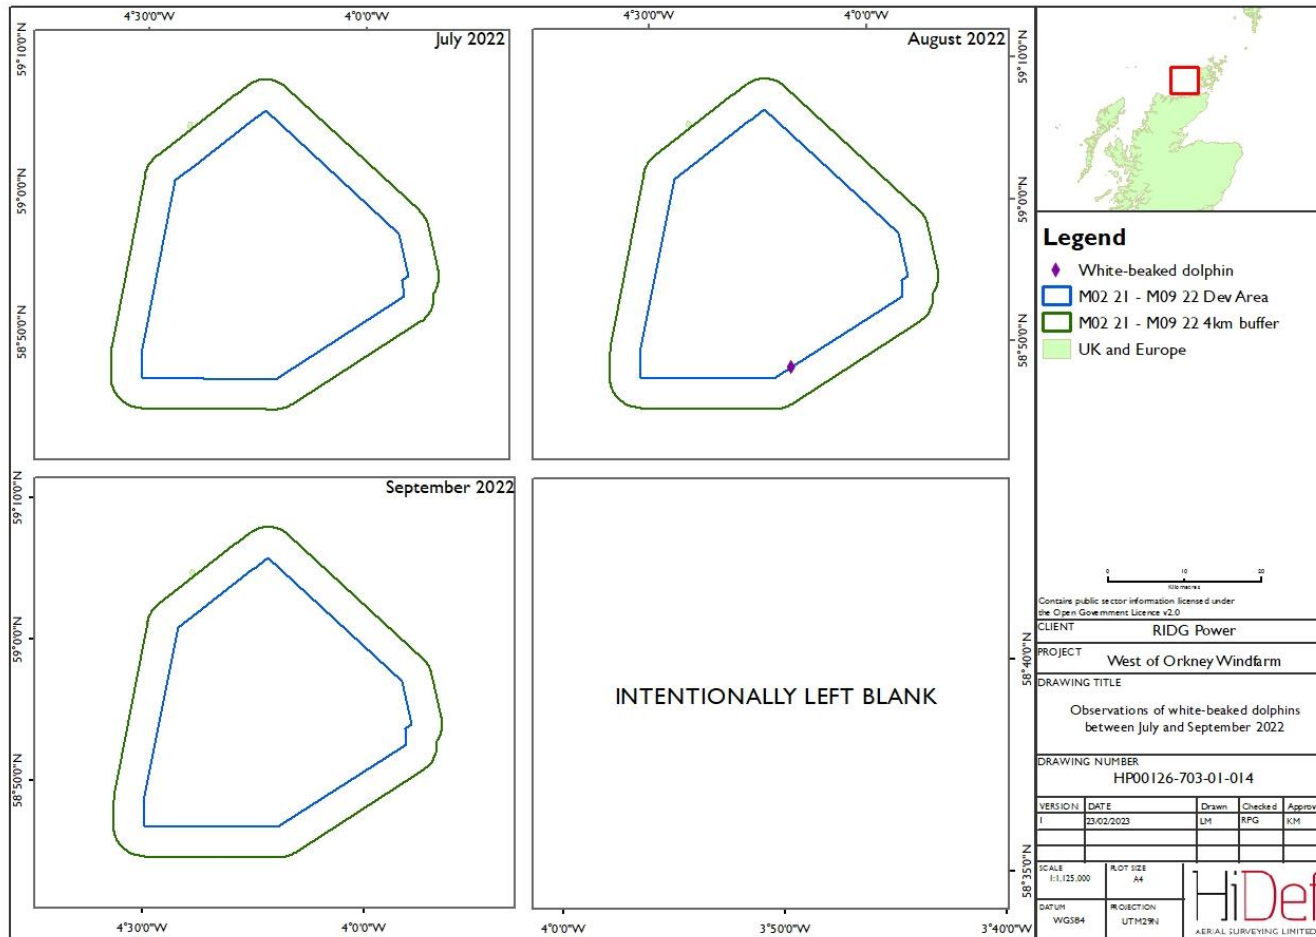 4°30'0"W
4°0'0"W
4°30'0"W
4°0'0"W
59°10'0"N
59°0'0"N
58°50'0"N
July 2022
August 2022
59°10'0"N
59°0'0"N
58°50'0"N
Legend
White-beaked dolphin
M02 21 - M09 22 Dev Area
M02 21 - M09 22 4km buffer
UK and Europe
59°10'0"N
59°0'0"N
58°50'0"N
September 2022
INTENTIONALLY LEFT BLANK
58°40'0"N
58°35'0"N
4°30'0"W
4°0'0"W
4°0'0"W
3°50'0"W
3°40'0"W
0 10 20
Kilometres
Contains public sector information licensed under
the Open Government Licence v2.0
CLIENT
RIDG Power
PROJECT
West of Orkney Windfarm
DRAWING TITLE
Observations of white-beaked dolphins
between July and September 2022
DRAWING NUMBER
HP00126-703-01-014
VERSION DATE Drawn Checked Approv
1 23/02/2023 LM RPG KM
SCALE
1:1,125,000
PLOT SIZE
A4
DATUM
WGS84
PROJECTION
UTM29N
HiDef
AERIAL SURVEYING LIMITED